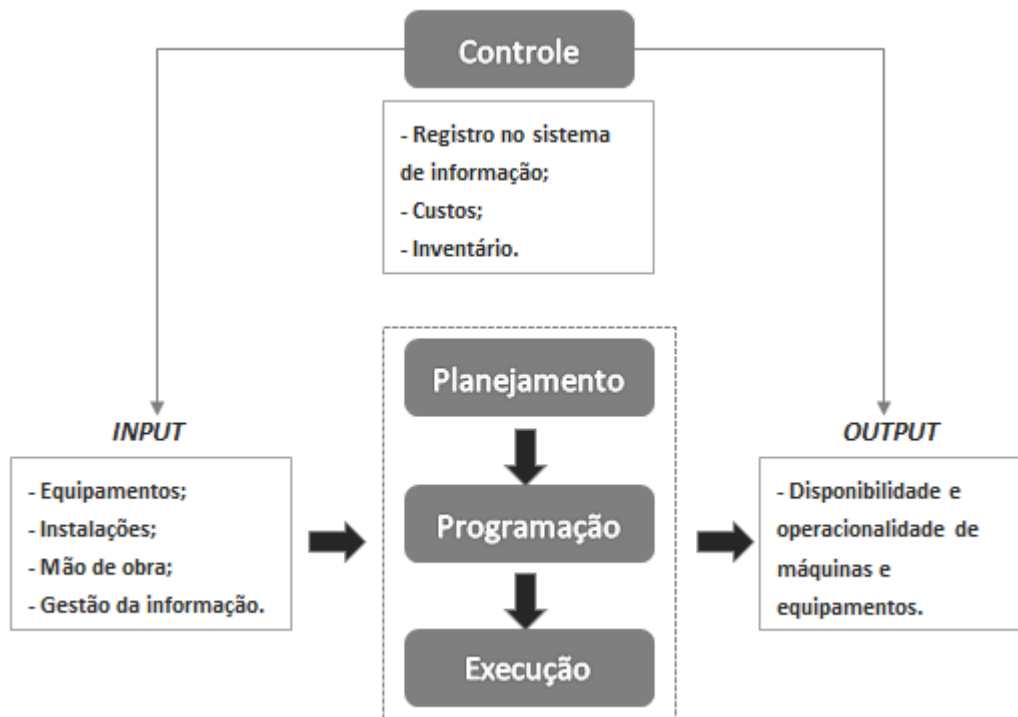 Controle
- Registro no sistema
de informação;
- Custos;
- Inventário.
Planejamento
INPUT
OUTPUT
- Equipamentos;
- Instalações;
- Mão de obra;
- Gestão da informação.
Programação
- Disponibilidade e
operacionalidade de
máquinas e
equipamentos.
Execução